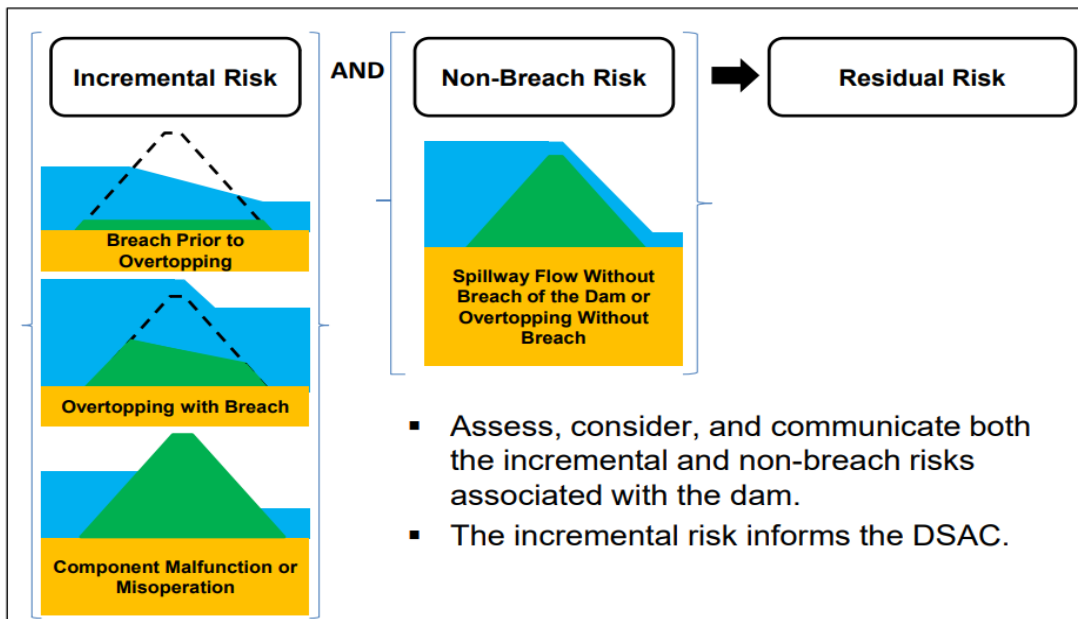 Incremental Risk
AND
Non-Breach Risk
Residual Risk
Breach Prior to
Overtopping
Overtopping with Breach
Component Malfunction or
Misoperation
Spillway Flow Without
Breach of the Dam or
Overtopping Without
Breach
▪ Assess, consider, and communicate both
the incremental and non-breach risks
associated with the dam.
▪ The incremental risk informs the DSAC.